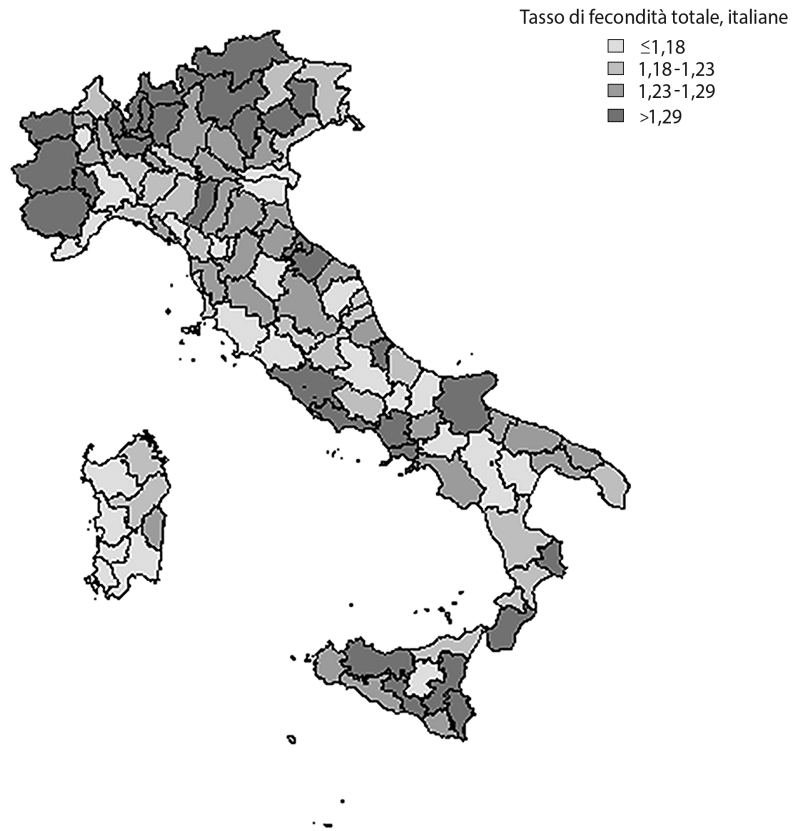 Tasso di fecondità totale, italiane
≤1,18
1,18-1,23
1,23-1,29
>1,29